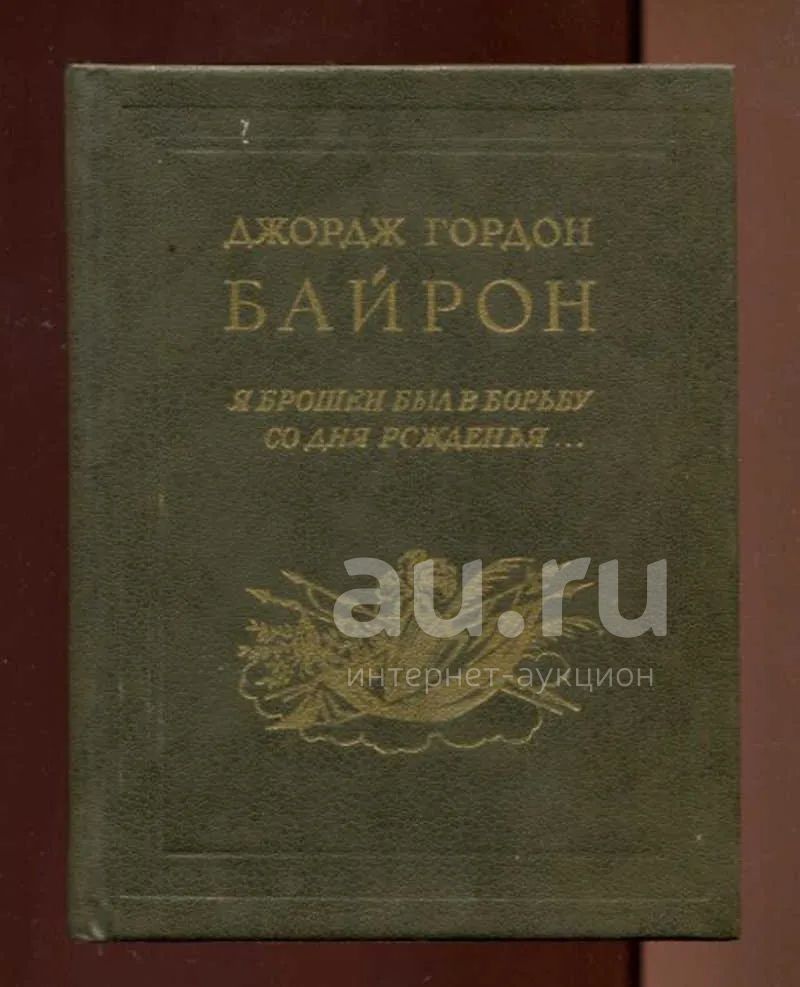 ДЖОРДЖ ГОРДОН
БАЙРОН
Я БРОШЕН БЫЛ В БОРЬБУ
СО ДНЯ РОЖДЕНЬЯ...
au.ru
интернет-аукцион